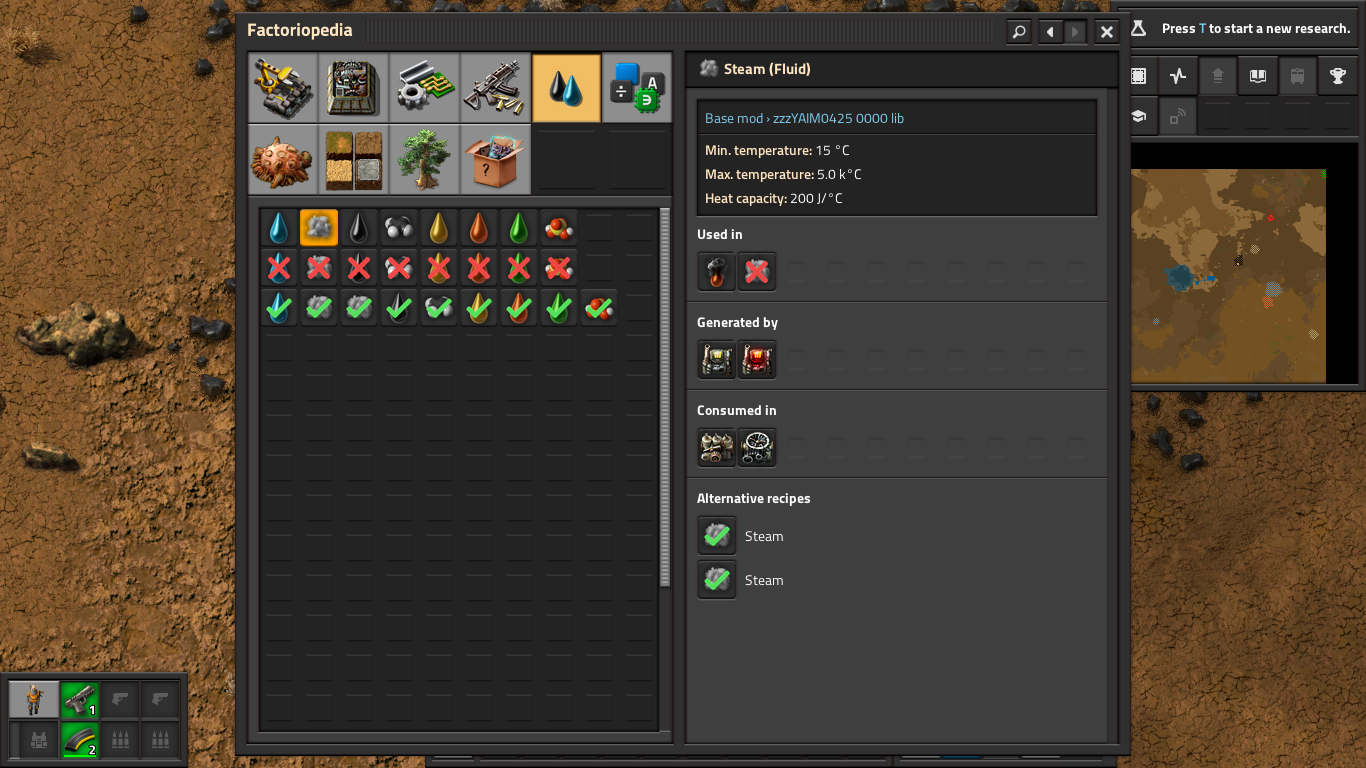 Factoriopedia
Press T to start a new research.
A
Steam (Fluid)
Base mod › zzzYAIM0425 0000 lib
Min. temperature: 15 °C
Max. temperature: 5.0 k°C
Heat capacity: 200 J/°C
Used in
Generated by
Consumed in
Alternative recipes
Steam
Steam
1
2